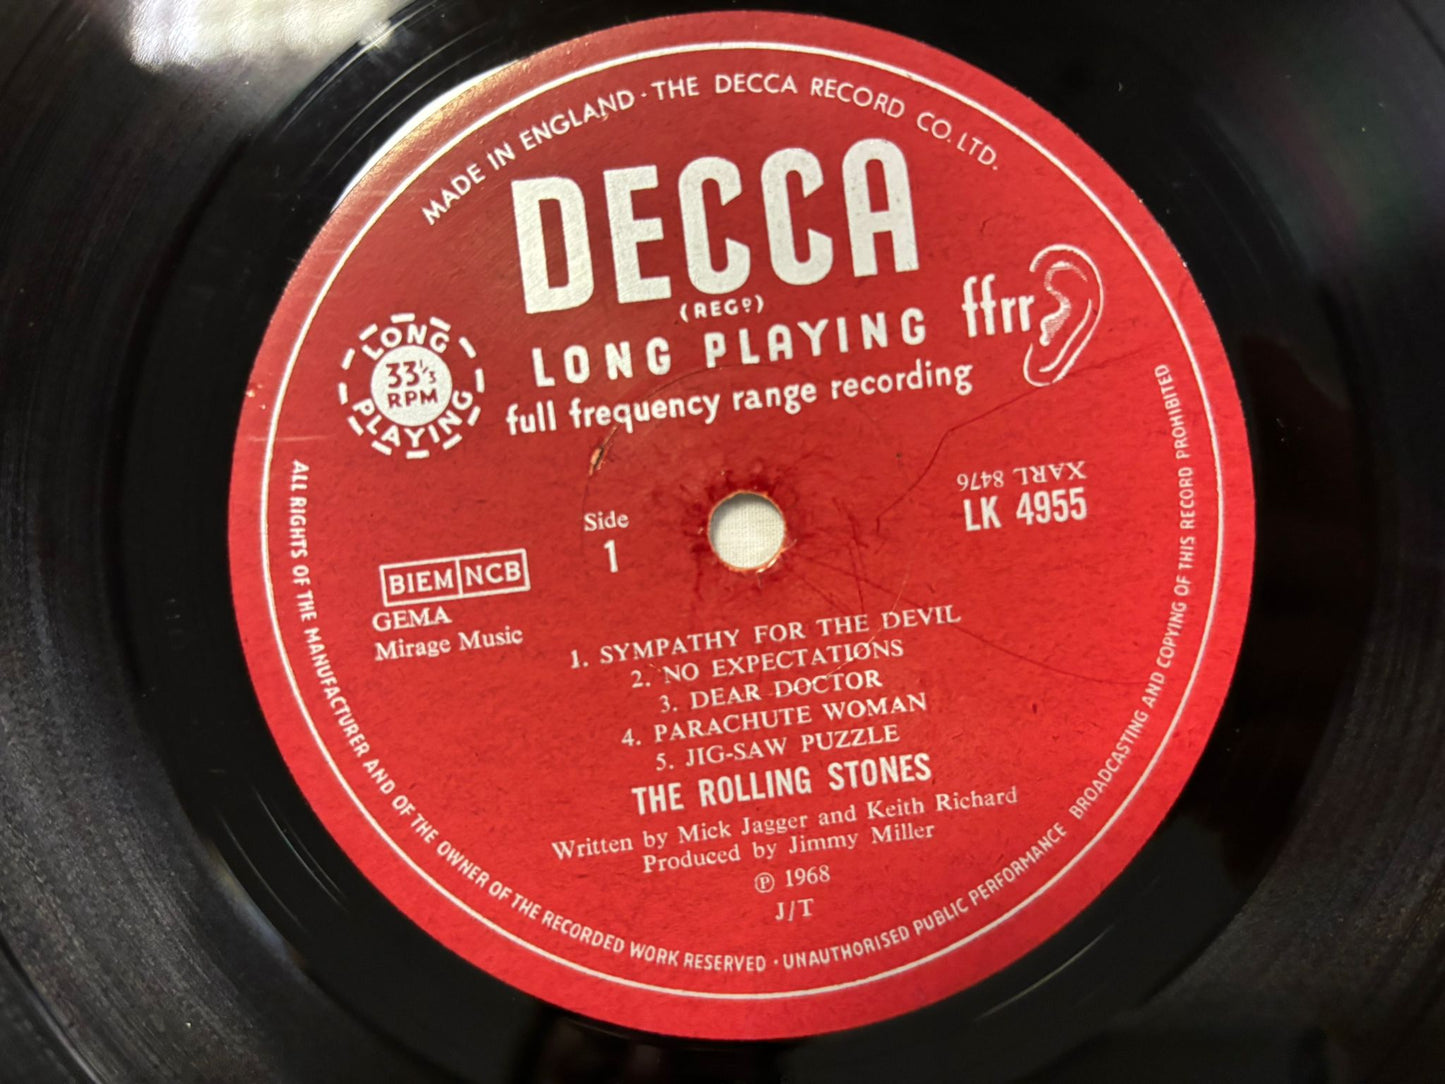 MADE IN ENGLAND · THE DECCA RECORD CO. LTD.
DECCA
(REGD)
LONG PLAYING
ffrr
full frequency range recording
LONG
33 1/3
RPM
PLAYING
XARL 8476
LK 4955
Side
1
BIEM NCB
GEMA
Mirage Music
1. SYMPATHY FOR THE DEVIL
2. NO EXPECTATIONS
3. DEAR DOCTOR
4. PARACHUTE WOMAN
5. JIG-SAW PUZZLE
THE ROLLING STONES
Written by Mick Jagger and Keith Richard
Produced by Jimmy Miller
℗ 1968
J/T
ALL RIGHTS OF THE MANUFACTURER AND OF THE OWNER OF THE RECORDED WORK RESERVED · UNAUTHORISED PUBLIC PERFORMANCE BROADCASTING AND COPYING OF THIS RECORD PROHIBITED